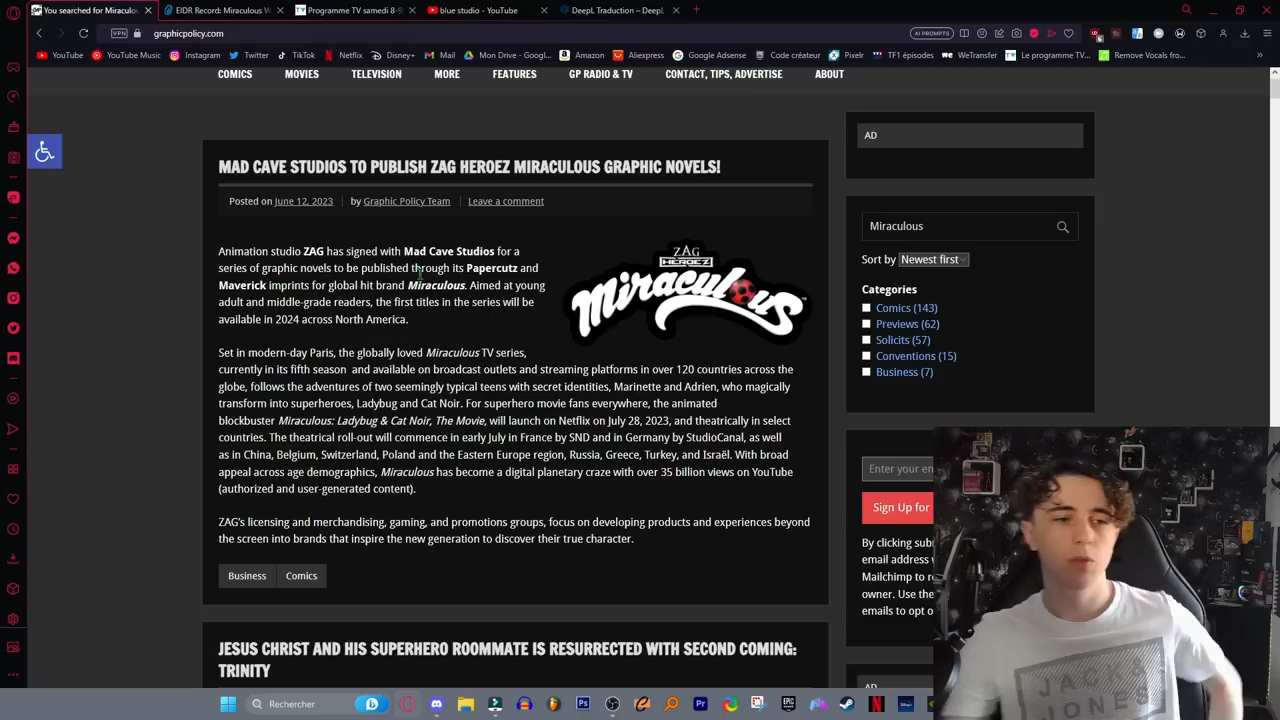 You searched for Miraculou
EIDR Record: Miraculous W
Programme TV samedi 8-9
blue studio - YouTube
DeepL Traduction – DeepL
VPN
graphicpolicy.com
AI PROMPTS
YouTube
YouTube Music
Instagram
Twitter
TikTok
Netflix
Disney+
Mail
Mon Drive - Googl...
Amazon
Aliexpress
Google Adsense
Code créateur
Pixelr
TF1 épisodes
WeTransfer
Le programme TV...
Remove Vocals fro...
COMICS MOVIES TELEVISION MORE FEATURES GP RADIO & TV CONTACT, TIPS, ADVERTISE ABOUT
MAD CAVE STUDIOS TO PUBLISH ZAG HEROEZ MIRACULOUS GRAPHIC NOVELS!
Posted on June 12, 2023 by Graphic Policy Team Leave a comment
Animation studio ZAG has signed with Mad Cave Studios for a
series of graphic novels to be published through its Papercutz and
Maverick imprints for global hit brand Miraculous. Aimed at young
adult and middle-grade readers, the first titles in the series will be
available in 2024 across North America.
ZAG
HEROEZ
Miraculous
Set in modern-day Paris, the globally loved Miraculous TV series,
currently in its fifth season and available on broadcast outlets and streaming platforms in over 120 countries across the
globe, follows the adventures of two seemingly typical teens with secret identities, Marinette and Adrien, who magically
transform into superheroes, Ladybug and Cat Noir. For superhero movie fans everywhere, the animated
blockbuster Miraculous: Ladybug & Cat Noir, The Movie, will launch on Netflix on July 28, 2023, and theatrically in select
countries. The theatrical roll-out will commence in early July in France by SND and in Germany by StudioCanal, as well
as in China, Belgium, Switzerland, Poland and the Eastern Europe region, Russia, Greece, Turkey, and Israël. With broad
appeal across age demographics, Miraculous has become a digital planetary craze with over 35 billion views on YouTube
(authorized and user-generated content).
ZAG's licensing and merchandising, gaming, and promotions groups, focus on developing products and experiences beyond
the screen into brands that inspire the new generation to discover their true character.
Business Comics
JESUS CHRIST AND HIS SUPERHERO ROOMMATE IS RESURRECTED WITH SECOND COMING:
TRINITY
AD
Miraculous
Sort by Newest first
Categories
Comics (143)
Previews (62)
Solicits (57)
Conventions (15)
Business (7)
Enter your em
Sign Up for
By clicking subm
email address w
Mailchimp to re
owner. Use the
emails to opt o
AD
JACK &
JONES
Rechercher